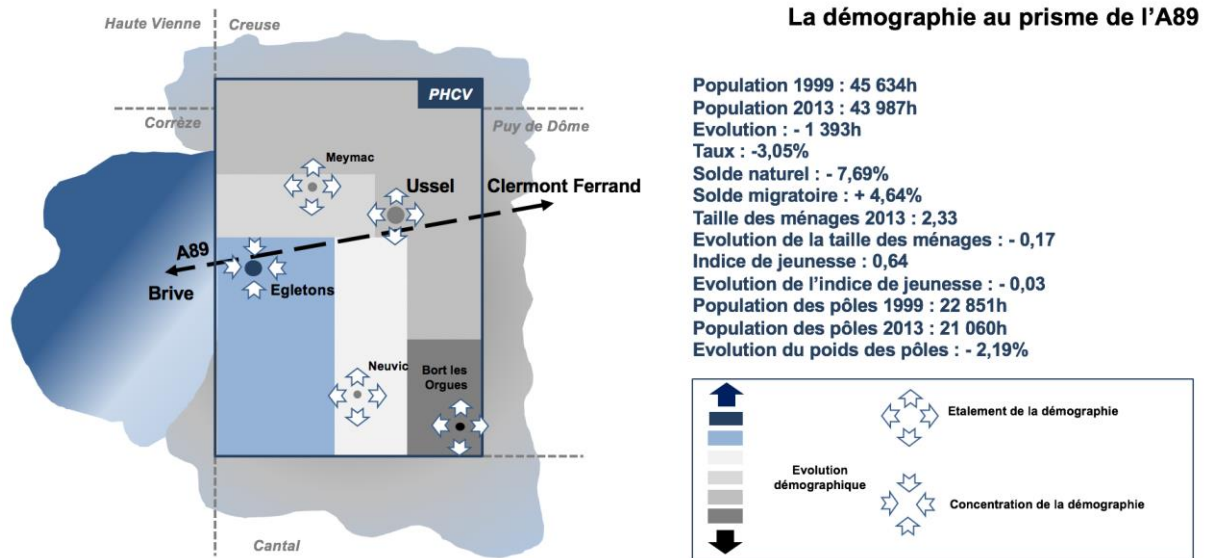 La démographie au prisme de l'A89
Haute Vienne
Creuse
PHCV
Corrèze
Puy de Dôme
Meymac
Ussel
Clermont Ferrand
A89
Brive
Egletons
Neuvic
Bort les
Orgues
Cantal
Population 1999 : 45 634h
Population 2013 : 43 987h
Evolution : - 1 393h
Taux : -3,05%
Solde naturel : - 7,69%
Solde migratoire : + 4,64%
Taille des ménages 2013 : 2,33
Evolution de la taille des ménages : - 0,17
Indice de jeunesse : 0,64
Evolution de l'indice de jeunesse : - 0,03
Population des pôles 1999 : 22 851h
Population des pôles 2013 : 21 060h
Evolution du poids des pôles : - 2,19%
Evolution
démographique
Etalement de la démographie
Concentration de la démographie